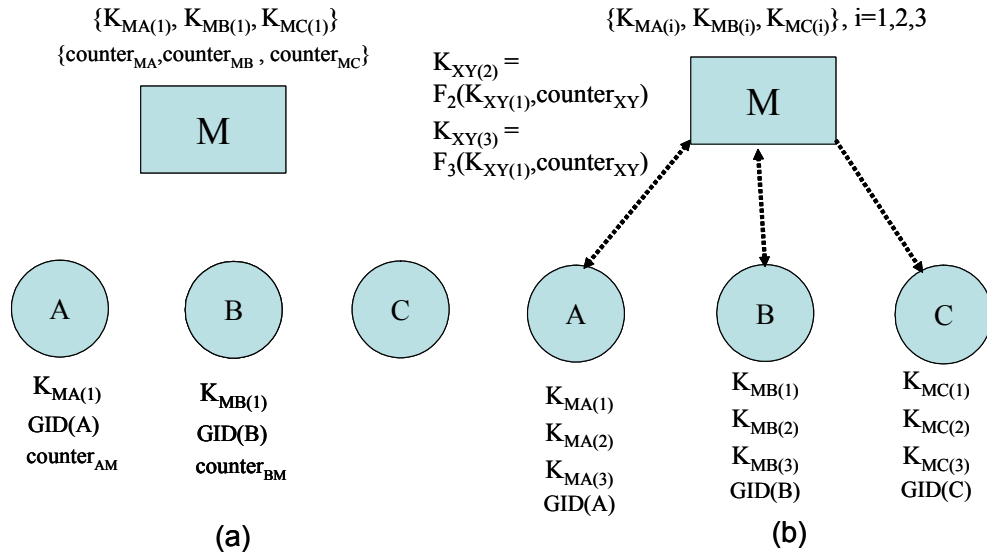 {K_MA(1), K_MB(1), K_MC(1)}
{counter_MA,counter_MB , counter_MC}
M
A
B
C
K_MA(1)
GID(A)
counter_AM
K_MB(1)
GID(B)
counter_BM
(a)
{K_MA(i), K_MB(i), K_MC(i)}, i=1,2,3
K_XY(2) =
F_2(K_XY(1),counter_XY)
K_XY(3) =
F_3(K_XY(1),counter_XY)
M
A
B
C
K_MA(1)
K_MA(2)
K_MA(3)
GID(A)
K_MB(1)
K_MB(2)
K_MB(3)
GID(B)
K_MC(1)
K_MC(2)
K_MC(3)
GID(C)
(b)